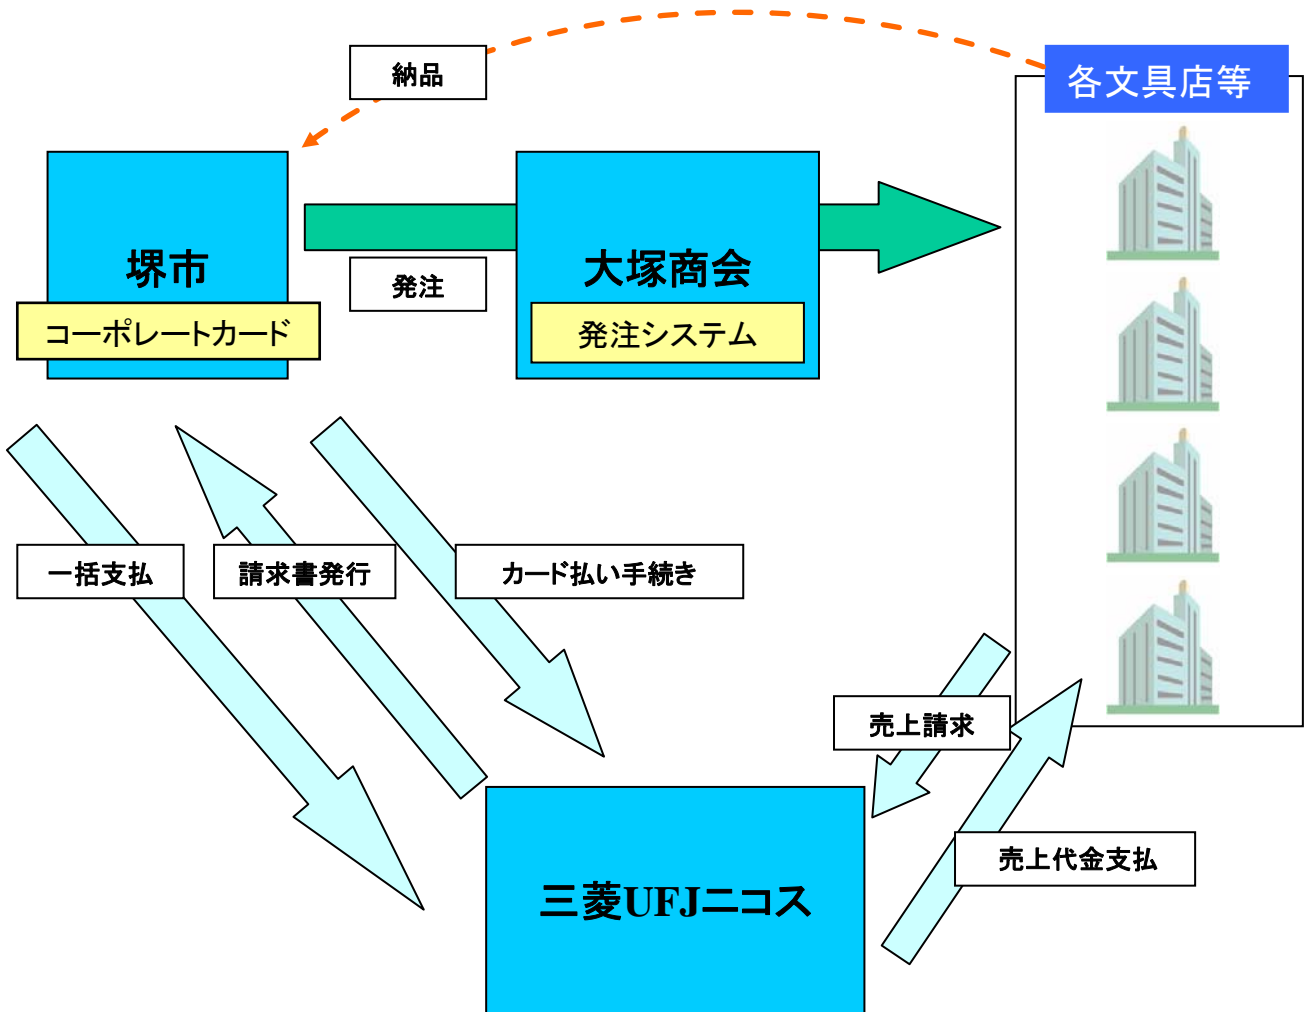 納品
各文具店等
堺市
コーポレートカード
発注
大塚商会
発注システム
一括支払
請求書発行
カード払い手続き
売上請求
売上代金支払
三菱UFJニコス